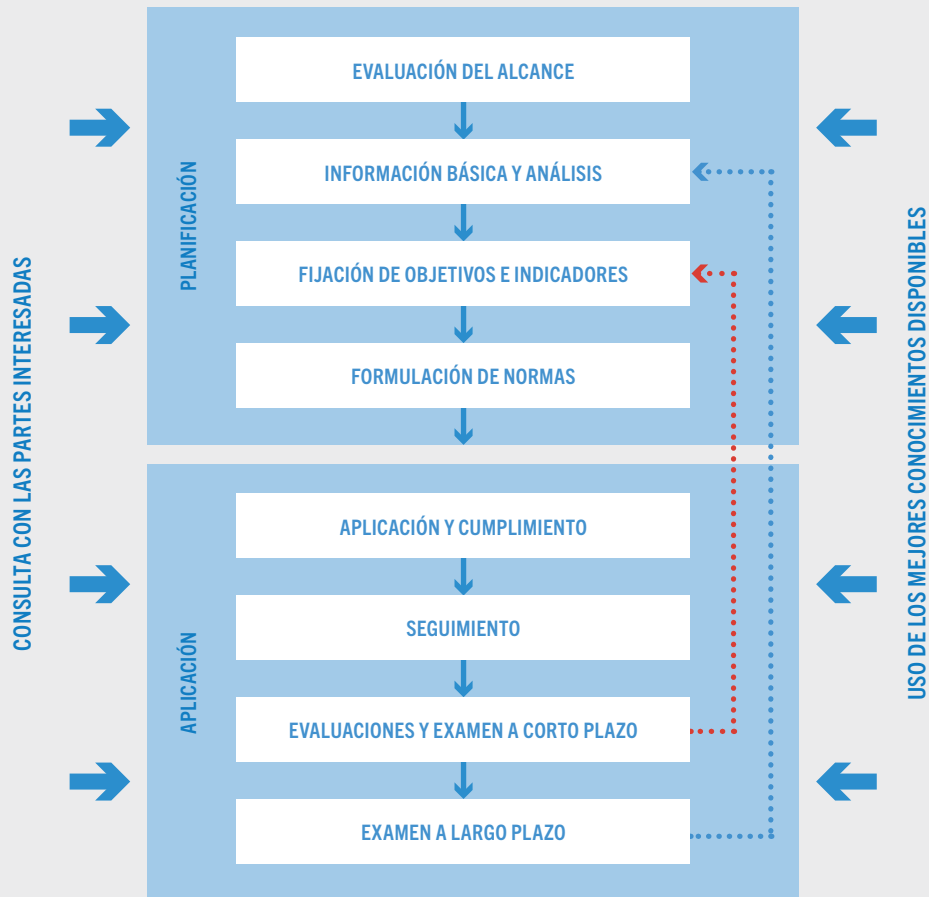 CONSULTA CON LAS PARTES INTERESADAS
PLANIFICACIÓN
EVALUACIÓN DEL ALCANCE
INFORMACIÓN BÁSICA Y ANÁLISIS
FIJACIÓN DE OBJETIVOS E INDICADORES
FORMULACIÓN DE NORMAS
APLICACIÓN
APLICACIÓN Y CUMPLIMIENTO
SEGUIMIENTO
EVALUACIONES Y EXAMEN A CORTO PLAZO
EXAMEN A LARGO PLAZO
USO DE LOS MEJORES CONOCIMIENTOS DISPONIBLES